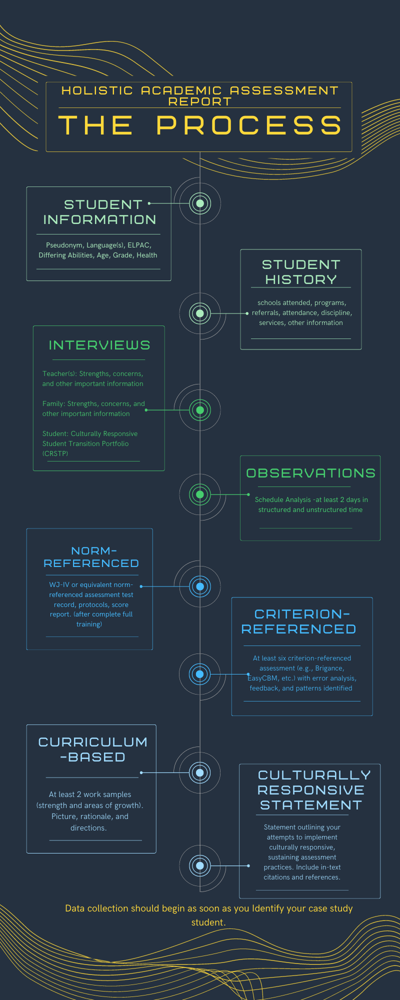 HOLISTIC ACADEMIC ASSESSMENT
REPORT
THE PROCESS
STUDENT
INFORMATION
Pseudonym, Language(s), ELPAC,
Differing Abilities, Age, Grade, Health
STUDENT
HISTORY
schools attended, programs,
referrals, attendance, discipline,
services, other information
INTERVIEWS
Teacher(s): Strengths, concerns,
and other important information
Family: Strengths, concerns, and
other important information
Student: Culturally Responsive
Student Transition Portfolio
(CRSTP)
OBSERVATIONS
Schedule Analysis -at least 2 days in
structured and unstructured time
NORM-
REFERENCED
WJ-IV or equivalent norm-
referenced assessment test
record, protocols, score
report. (after complete full
training)
CRITERION-
REFERENCED
At least six criterion-referenced
assessment (e.g., Brigance,
EasyCBM, etc.) with error analysis,
feedback, and patterns identified
CURRICULUM
-BASED
At least 2 work samples
(strength and areas of growth).
Picture, rationale, and
directions.
CULTURALLY
RESPONSIVE
STATEMENT
Statement outlining your
attempts to implement
culturally responsive,
sustaining assessment
practices. Include in-text
citations and references.
Data collection should begin as soon as you Identify your case study
student.